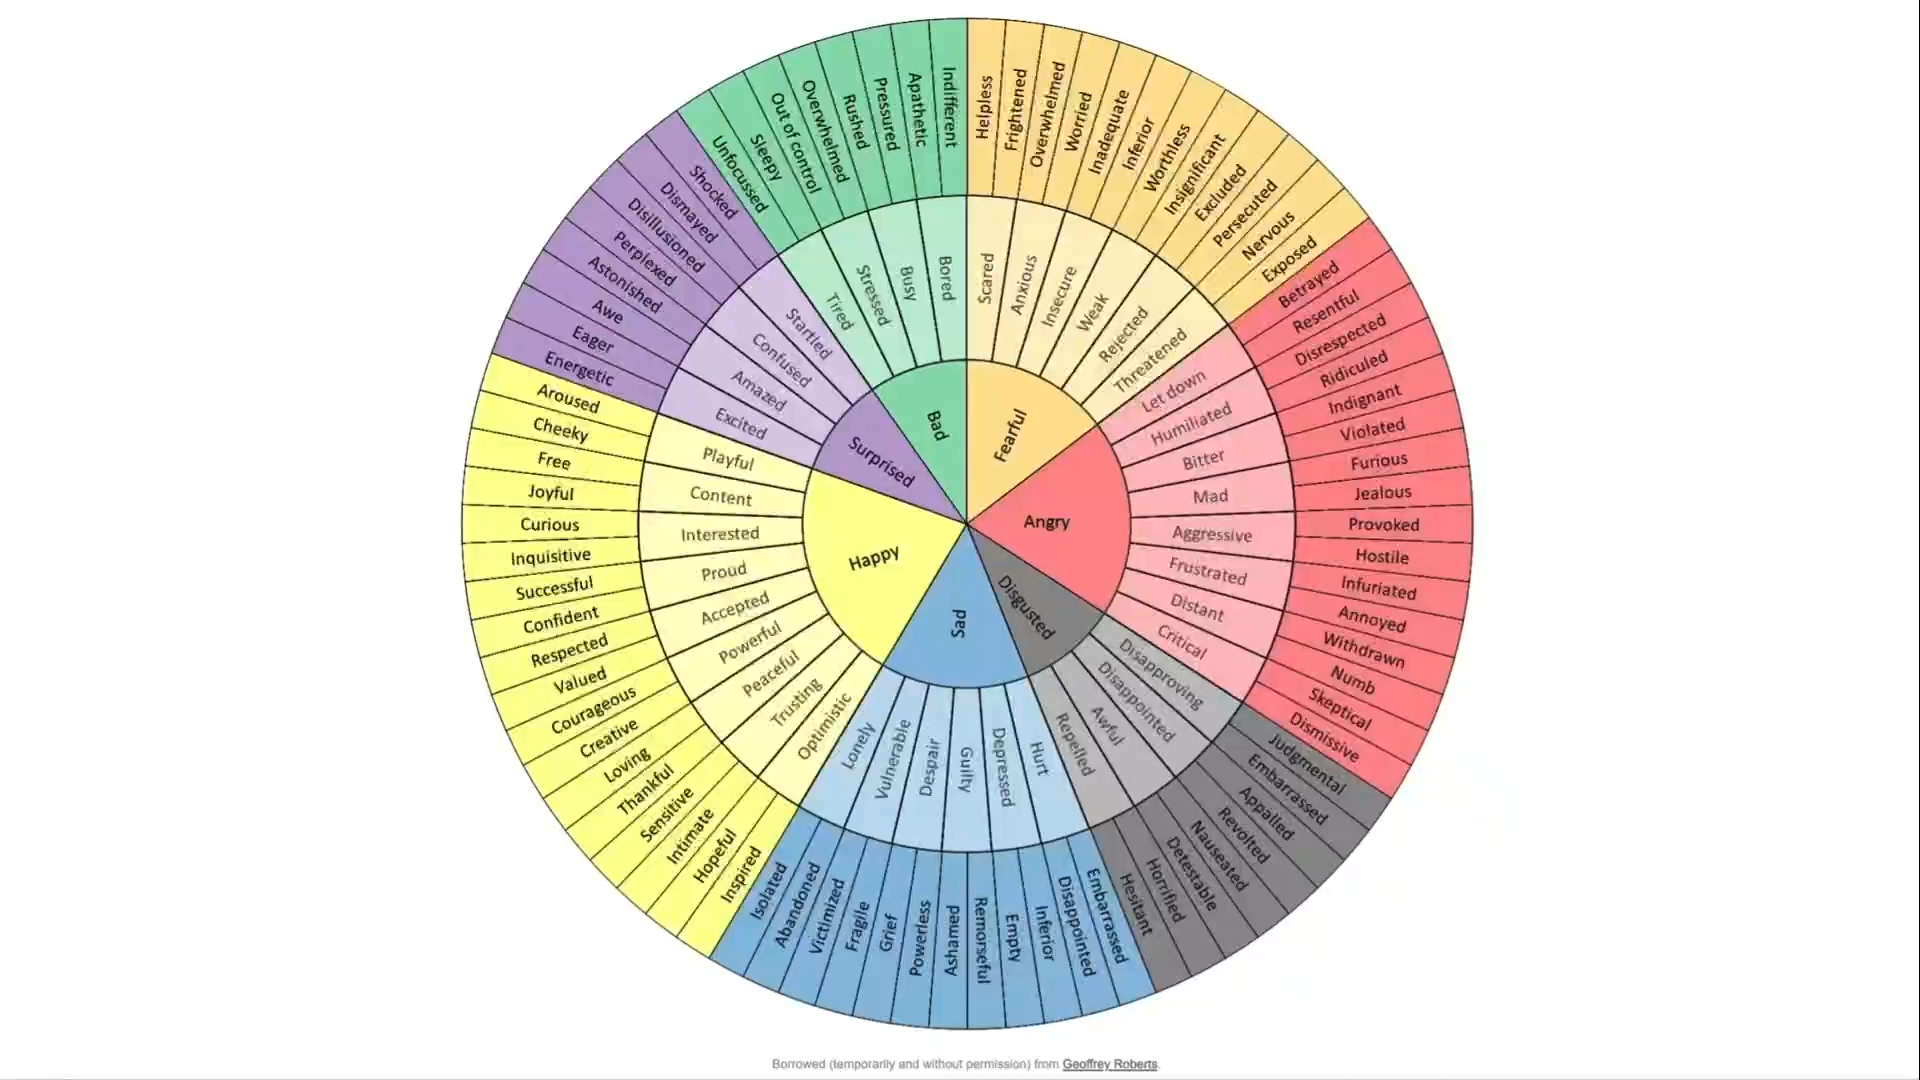 Fearful
Angry
Disgusted
Sad
Happy
Surprised
Bad
Scared
Anxious
Insecure
Weak
Rejected
Threatened
Let down
Humiliated
Bitter
Mad
Aggressive
Frustrated
Distant
Critical
Disapproving
Disappointed
Awful
Repelled
Hurt
Depressed
Guilty
Despair
Vulnerable
Lonely
Optimistic
Trusting
Peaceful
Powerful
Accepted
Proud
Interested
Content
Playful
Excited
Amazed
Confused
Startled
Tired
Stressed
Busy
Bored
Helpless
Frightened
Overwhelmed
Worried
Inadequate
Inferior
Worthless
Insignificant
Excluded
Persecuted
Nervous
Exposed
Betrayed
Resentful
Disrespected
Ridiculed
Indignant
Violated
Furious
Jealous
Provoked
Hostile
Infuriated
Annoyed
Withdrawn
Numb
Skeptical
Dismissive
Judgmental
Embarrassed
Appalled
Revolted
Nauseated
Detestable
Horrified
Hesitant
Embarrassed
Disappointed
Inferior
Empty
Remorseful
Ashamed
Powerless
Grief
Fragile
Victimized
Abandoned
Isolated
Inspired
Hopeful
Intimate
Sensitive
Thankful
Loving
Creative
Courageous
Valued
Respected
Confident
Successful
Inquisitive
Curious
Joyful
Free
Cheeky
Aroused
Energetic
Eager
Awe
Astonished
Perplexed
Disillusioned
Dismayed
Shocked
Unfocussed
Sleepy
Out of control
Overwhelmed
Rushed
Pressured
Apathetic
Indifferent
Borrowed (temporarily and without permission) from Geoffrey Roberts.